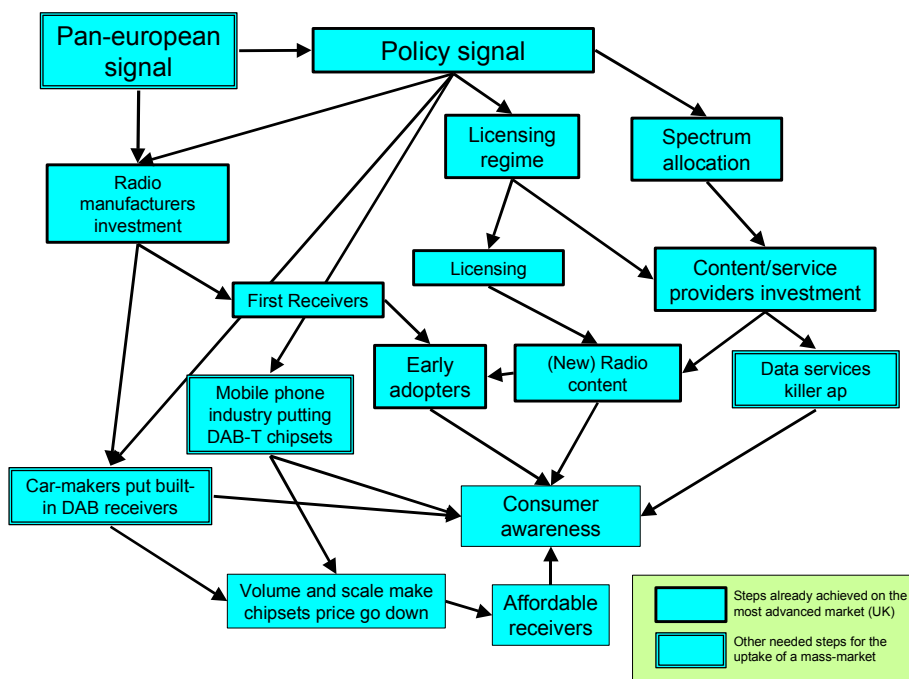 Pan-european
signal
Policy signal
Licensing
regime
Spectrum
allocation
Radio
manufacturers
investment
Licensing
Content/service
providers investment
First Receivers
Early
adopters
(New) Radio
content
Data services
killer ap
Mobile phone
industry putting
DAB-T chipsets
Car-makers put built-
in DAB receivers
Consumer
awareness
Volume and scale make
chipsets price go down
Affordable
receivers
Steps already achieved on the
most advanced market (UK)
Other needed steps for the
uptake of a mass-market